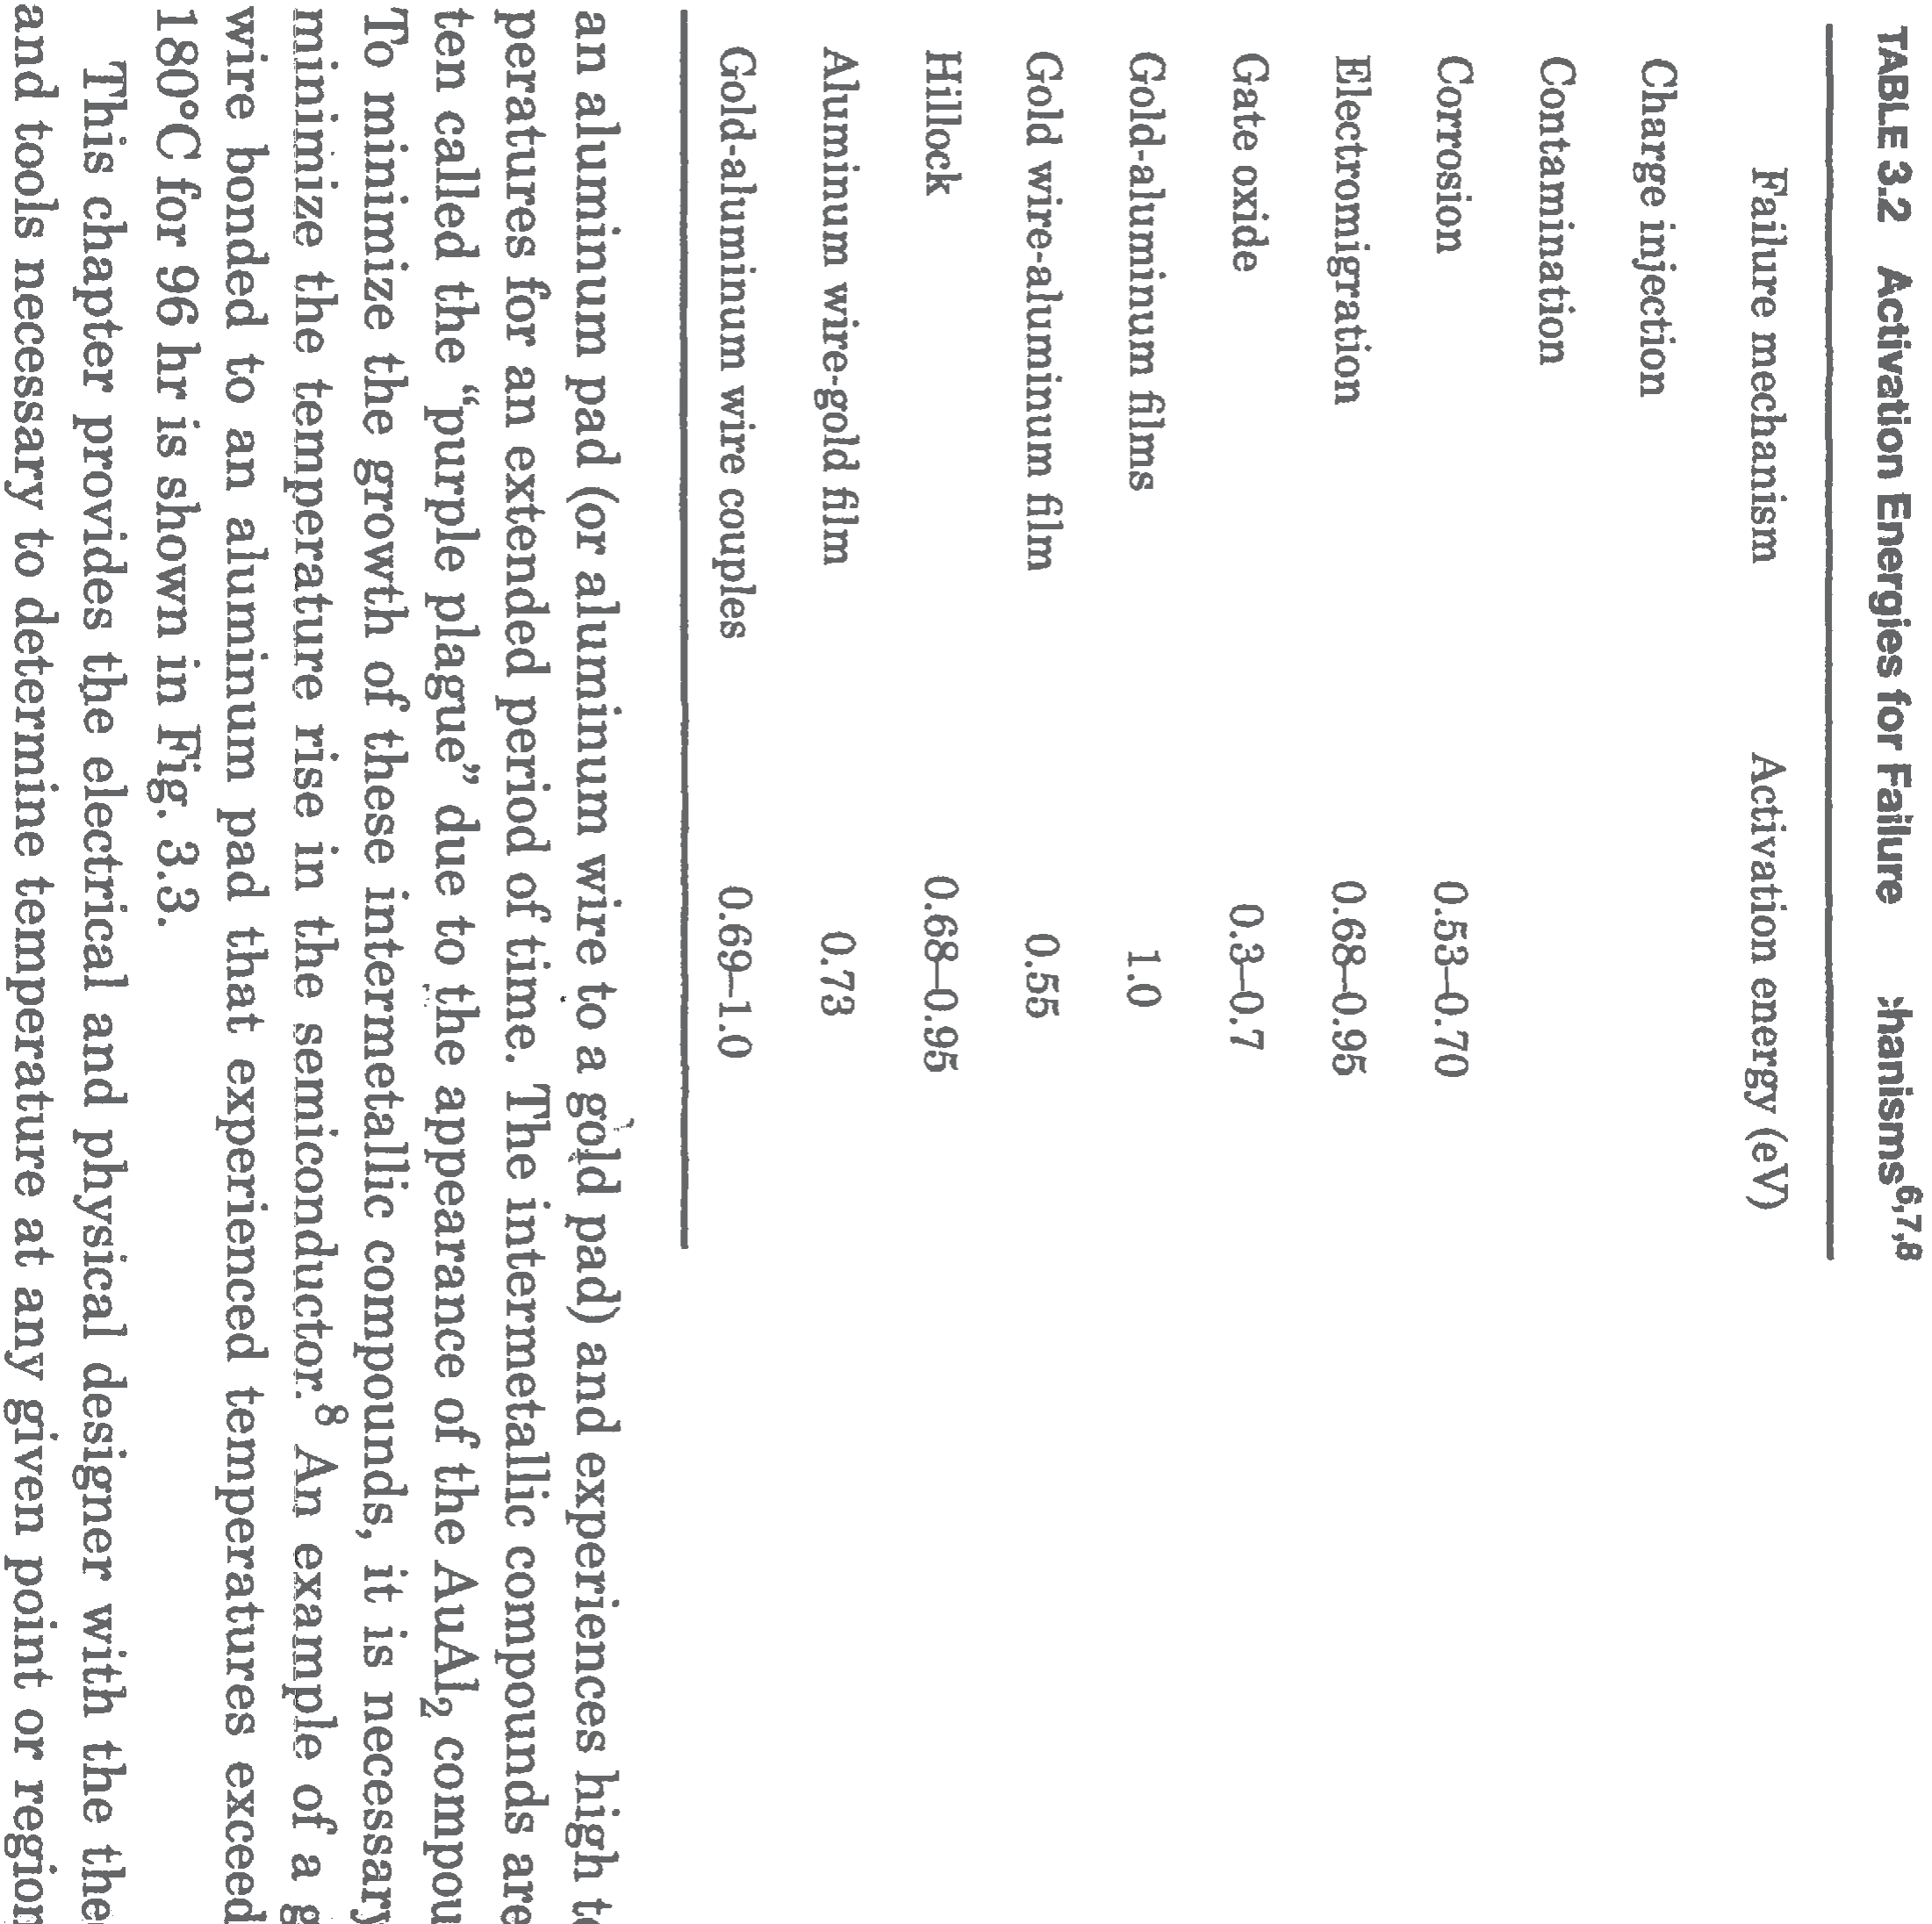 TABLE 3.2 Activation Energies for Failure :hanisms6,7,8
Failure mechanism Activation energy (eV)
Charge injection
Contamination
Corrosion 0.53–0.70
Electromigration 0.68–0.95
Gate oxide 0.3–0.7
Gold-aluminum films 1.0
Gold wire-aluminum film 0.55
Hillock 0.68–0.95
Aluminum wire-gold film 0.73
Gold-aluminum wire couples 0.69–1.0
an aluminum pad (or aluminum wire to a gold pad) and experiences high te
peratures for an extended period of time. The intermetallic compounds are
ten called the “purple plague” due to the appearance of the AuAl2 compou
To minimize the growth of these intermetallic compounds, it is necessary
minimize the temperature rise in the semiconductor.8 An example of a g
wire bonded to an aluminum pad that experienced temperatures exceed
180°C for 96 hr is shown in Fig. 3.3.
This chapter provides the electrical and physical designer with the the
and tools necessary to determine temperature at any given point or region